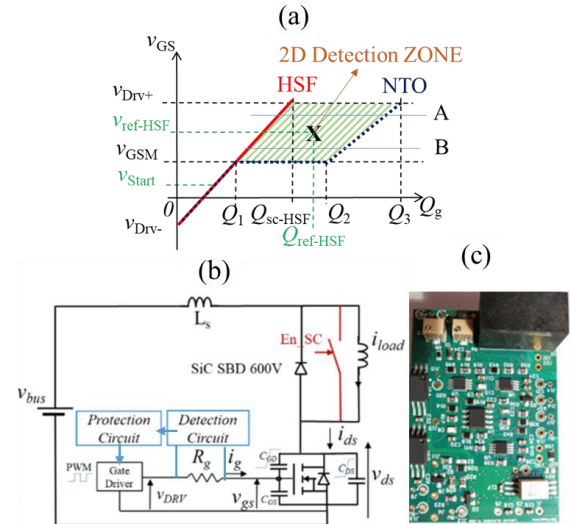 (a)
vGS
2D Detection ZONE
HSF
NTO
vDrv+
A
vref-HSF
X
vGSM
B
vStart
0
Q1
Qsc-HSF
Q2
Q3
Qg
vDrv-
Qref-HSF
(b)
(c)
Ls
En_SC
iload
SiC SBD 600V
vbus
Protection Circuit
Detection Circuit
ids
Rg
ig
CGD
CDS
vds
PWM
Gate Driver
vDRV
vgs
CGS